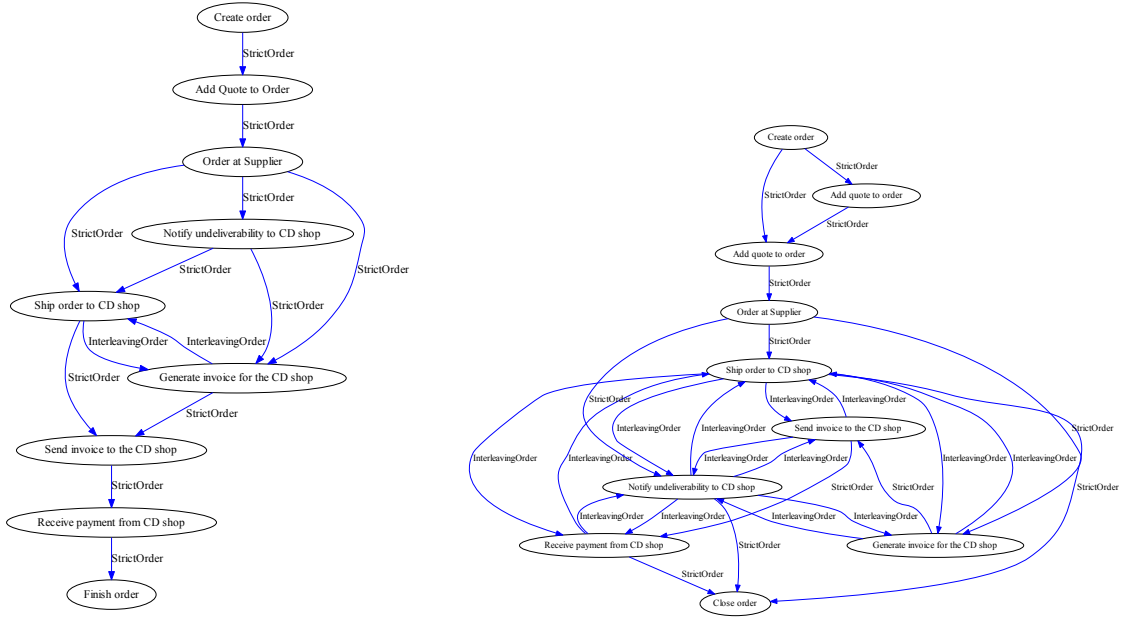 Create order
StrictOrder
Add Quote to Order
StrictOrder
Order at Supplier
StrictOrder
Notify undeliverability to CD shop
StrictOrder
StrictOrder
StrictOrder
Ship order to CD shop
StrictOrder
InterleavingOrder
InterleavingOrder
Generate invoice for the CD shop
StrictOrder
StrictOrder
Send invoice to the CD shop
StrictOrder
Receive payment from CD shop
StrictOrder
Finish order
Create order
StrictOrder
StrictOrder
Add quote to order
StrictOrder
Add quote to order
StrictOrder
Order at Supplier
StrictOrder
Ship order to CD shop
StrictOrder
InterleavingOrder
InterleavingOrder
Send invoice to the CD shop
InterleavingOrder
InterleavingOrder
StrictOrder
InterleavingOrder
InterleavingOrder
InterleavingOrder
InterleavingOrder
InterleavingOrder
InterleavingOrder
Notify undeliverability to CD shop
StrictOrder
StrictOrder
StrictOrder
InterleavingOrder
InterleavingOrder
InterleavingOrder
InterleavingOrder
Receive payment from CD shop
StrictOrder
Generate invoice for the CD shop
StrictOrder
Close order